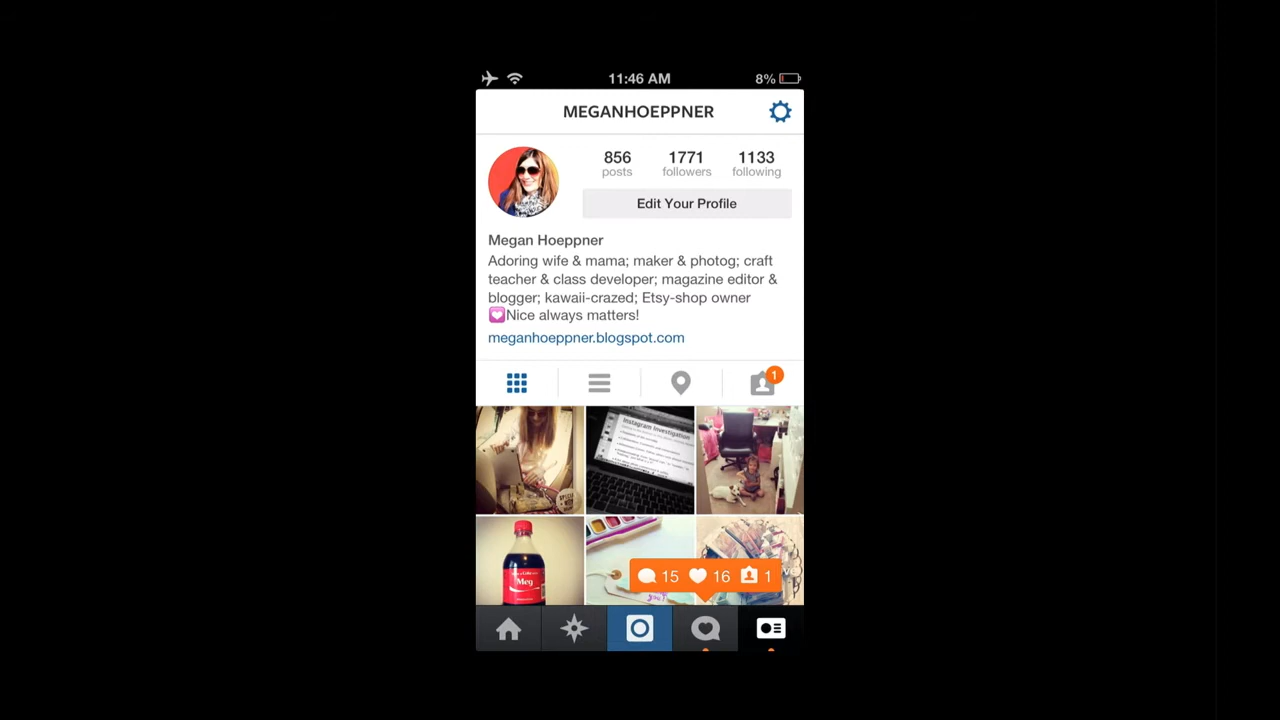 11:46 AM
8%
MEGANHOEPPNER
856
1771
1133
posts
followers
following
Edit Your Profile
Megan Hoeppner
Adoring wife & mama; maker & photog; craft
teacher & class developer; magazine editor &
blogger; kawaii-crazed; Etsy-shop owner
Nice always matters!
meganhoeppner.blogspot.com
1
Instagram Investigation
Meg
15
16
1